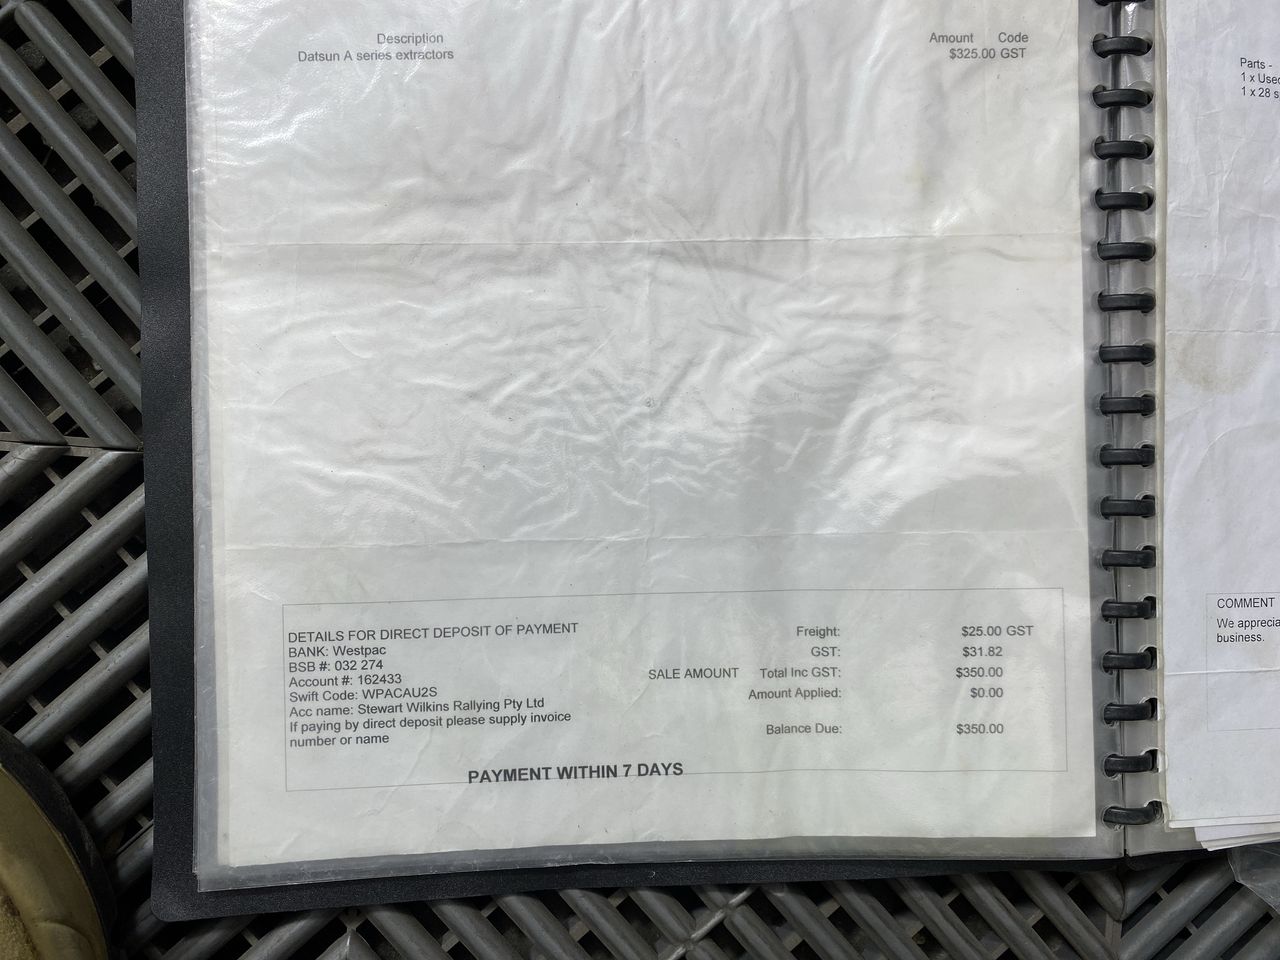 Description Amount Code
Datsun A series extractors $325.00 GST
DETAILS FOR DIRECT DEPOSIT OF PAYMENT
BANK: Westpac
BSB #: 032 274
Account #: 162433
Swift Code: WPACAU2S
Acc name: Stewart Wilkins Rallying Pty Ltd
If paying by direct deposit please supply invoice
number or name
Freight: $25.00 GST
GST: $31.82
SALE AMOUNT Total Inc GST: $350.00
Amount Applied: $0.00
Balance Due: $350.00
PAYMENT WITHIN 7 DAYS
Parts -
1 x Used
1 x 28
COMMENT
We
business.